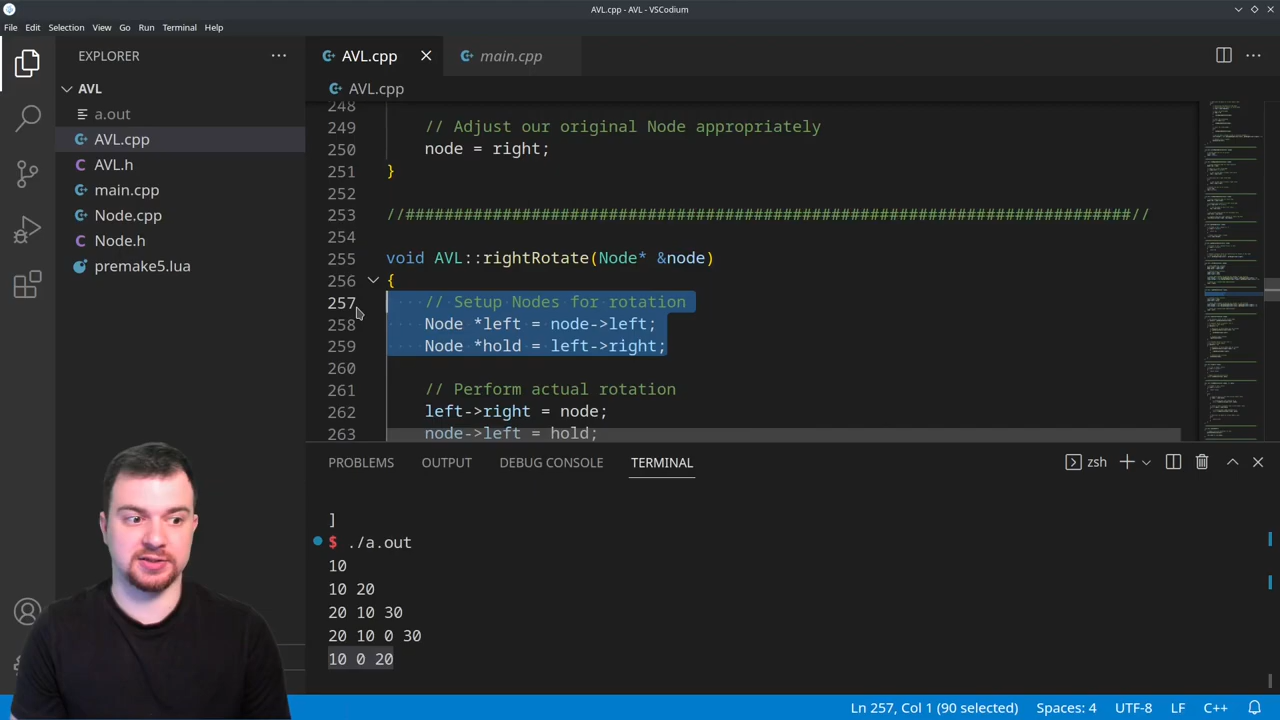 AVL.cpp - AVL - VSCodium
File Edit Selection View Go Run Terminal Help
EXPLORER
AVL
a.out
AVL.cpp
AVL.h
main.cpp
Node.cpp
Node.h
premake5.lua
AVL.cpp main.cpp
AVL.cpp
248
249 // Adjust our original Node appropriately
250 node = right;
251 }
252
253 //###########################################################################//
254
255 void AVL::rightRotate(Node* &node)
256 {
257 // Setup Nodes for rotation
258 Node *left = node->left;
259 Node *hold = left->right;
260
261 // Perform actual rotation
262 left->right = node;
263 node->left = hold;
PROBLEMS OUTPUT DEBUG CONSOLE TERMINAL
zsh
]
$ ./a.out
10
10 20
20 10 30
20 10 0 30
10 0 20
Ln 257, Col 1 (90 selected) Spaces: 4 UTF-8 LF C++